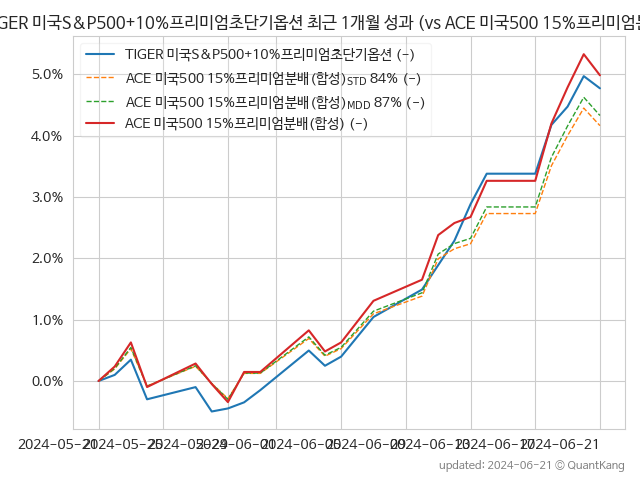 GER 미국S&P500+10%프리미엄초단기옵션 최근 1개월 성과 (vs ACE 미국500 15%프리미엄분
TIGER 미국S&P500+10%프리미엄초단기옵션 (-)
ACE 미국500 15%프리미엄분배(합성)STD 84% (-)
ACE 미국500 15%프리미엄분배(합성)MDD 87% (-)
ACE 미국500 15%프리미엄분배(합성) (-)
5.0%
4.0%
3.0%
2.0%
1.0%
0.0%
2024-05-21 2024-05-25 2024-05-29 2024-06-01 2024-06-05 2024-06-09 2024-06-13 2024-06-17 2024-06-21
updated: 2024-06-21 © QuantKang